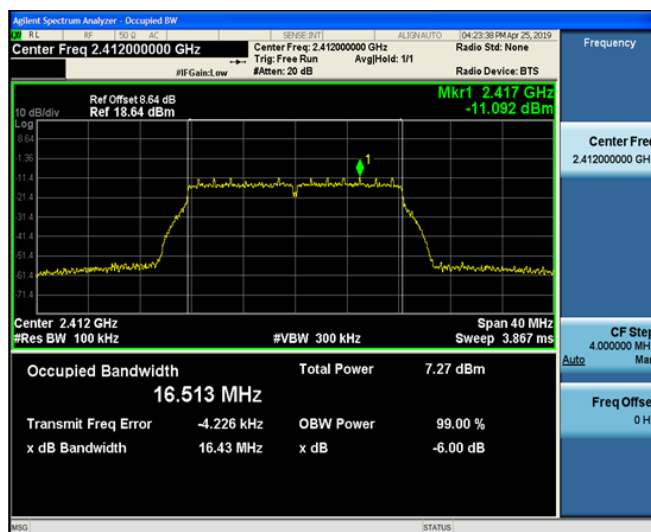 Agilent Spectrum Analyzer - Occupied BW
RL RF 50 Ω AC SENSE:INT ALIGN AUTO 04:23:38 PM Apr 25, 2019
Center Freq 2.412000000 GHz
Center Freq: 2.412000000 GHz
Radio Std: None
Trig: Free Run Avg|Hold: 1/1
#IFGain:Low
#Atten: 20 dB
Radio Device: BTS
Frequency
Mkr1 2.417 GHz
-11.092 dBm
Ref Offset 8.64 dB
10 dB/div Ref 18.64 dBm
Log
8.64
-1.36
1
-11.4
-21.4
-31.4
-41.4
-51.4
-61.4
-71.4
Center Fre
2.412000000 GH
Center 2.412 GHz
Span 40 MHz
#Res BW 100 kHz
#VBW 300 kHz
Sweep 3.867 ms
CF Step
4.000000 MH
Auto Ma
Occupied Bandwidth
Total Power 7.27 dBm
16.513 MHz
Transmit Freq Error -4.226 kHz
OBW Power 99.00 %
x dB Bandwidth 16.43 MHz
x dB -6.00 dB
Freq Offse
0 H
MSG
STATUS